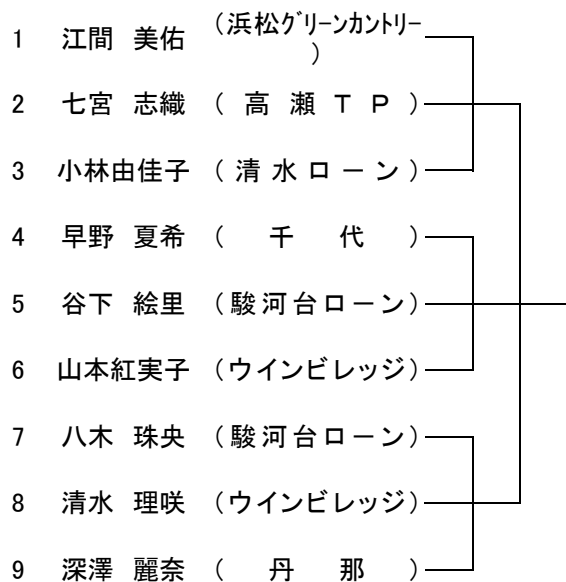 1 江間 美佑 (浜松グリーンカントリー)
2 七宮 志織 ( 高 瀬 T P )
3 小林由佳子 ( 清 水 ロ ー ン )
4 早野 夏希 ( 千 代 )
5 谷下 絵里 ( 駿河台ローン )
6 山本紅実子 ( ウインビレッジ )
7 八木 珠央 ( 駿河台ローン )
8 清水 理咲 ( ウインビレッジ )
9 深澤 麗奈 ( 丹 那 )